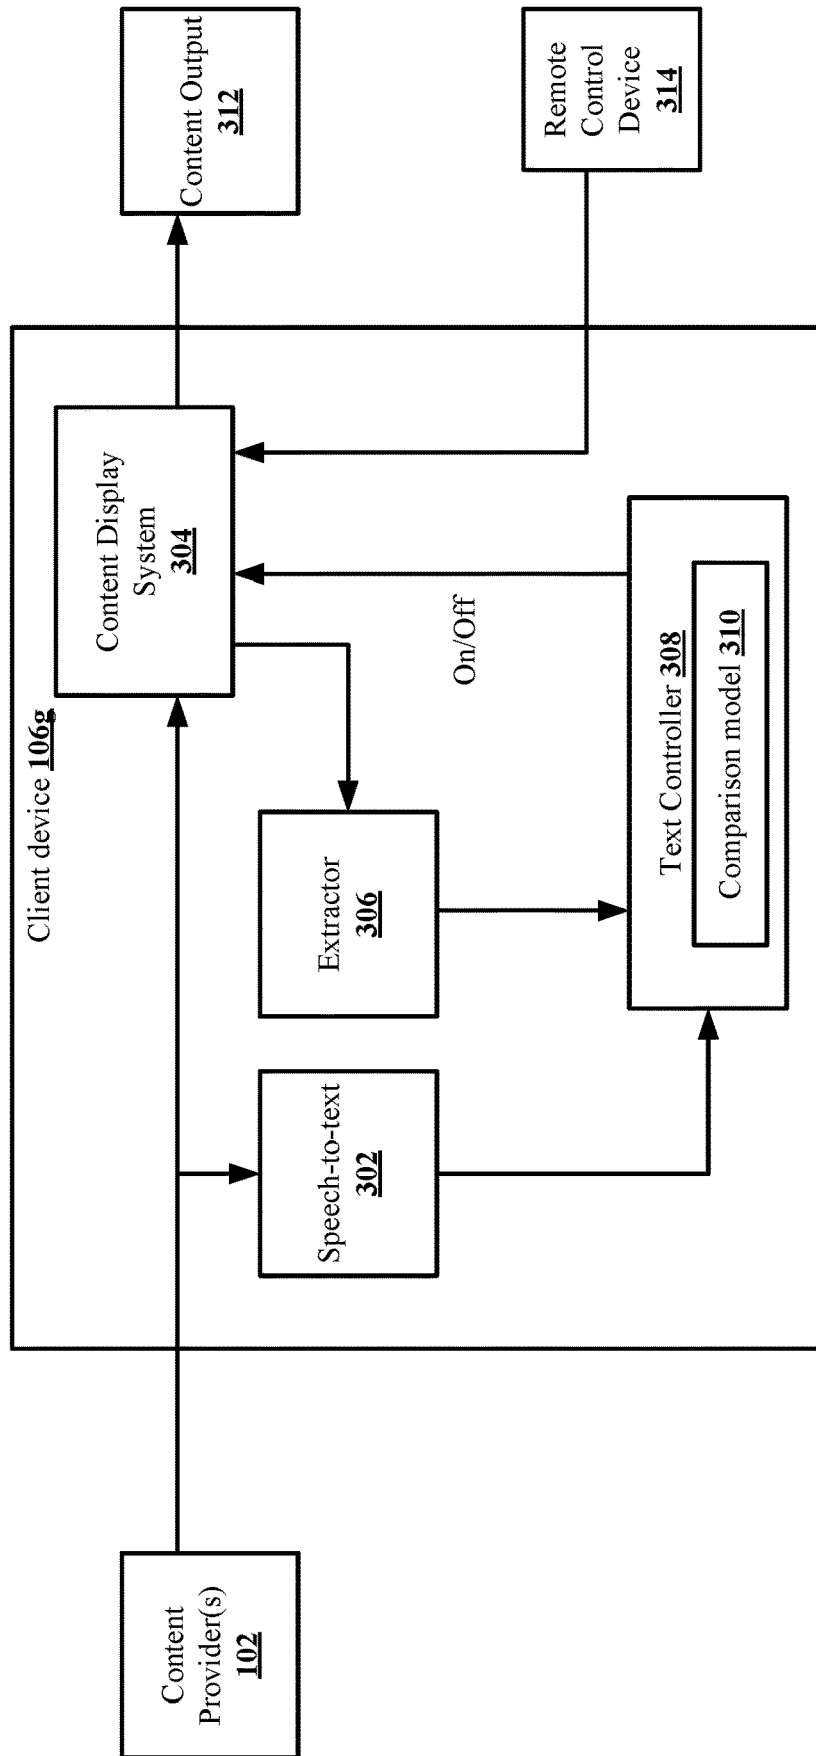 Client device 106g
Content
Provider(s)
102
Speech-to-text
302
Extractor
306
Content Display
System
304
Content Output
312
On/Off
Text Controller 308
Comparison model 310
Remote
Control
Device
314